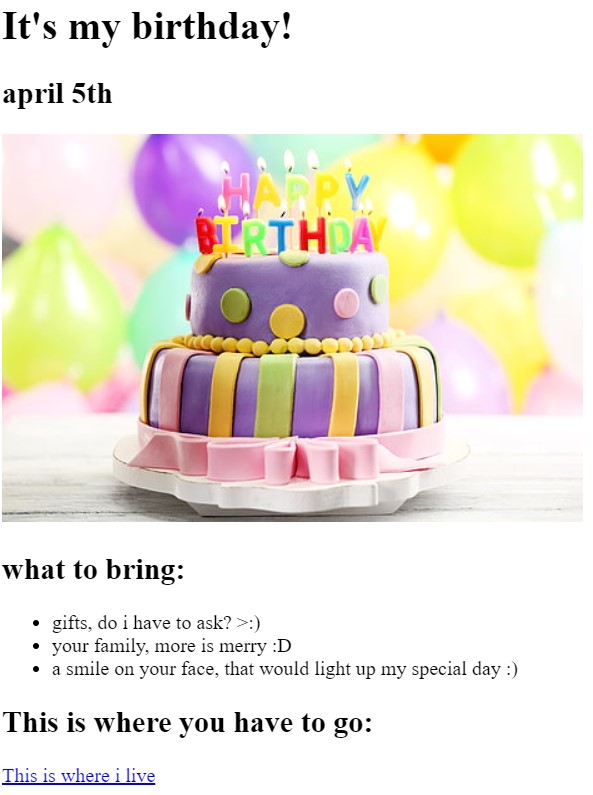 It's my birthday!
april 5th
HAPPY
BIRTHDAY
what to bring:
gifts, do i have to ask? >:)
your family, more is merry :D
a smile on your face, that would light up my special day :)
This is where you have to go:
This is where i live